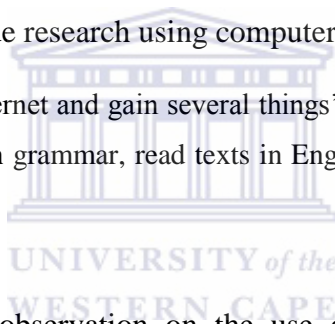 e research using computer
ernet and gain several things'
n grammar, read texts in Eng
UNIVERSITY of the
WESTERN CAPE
observation on the use